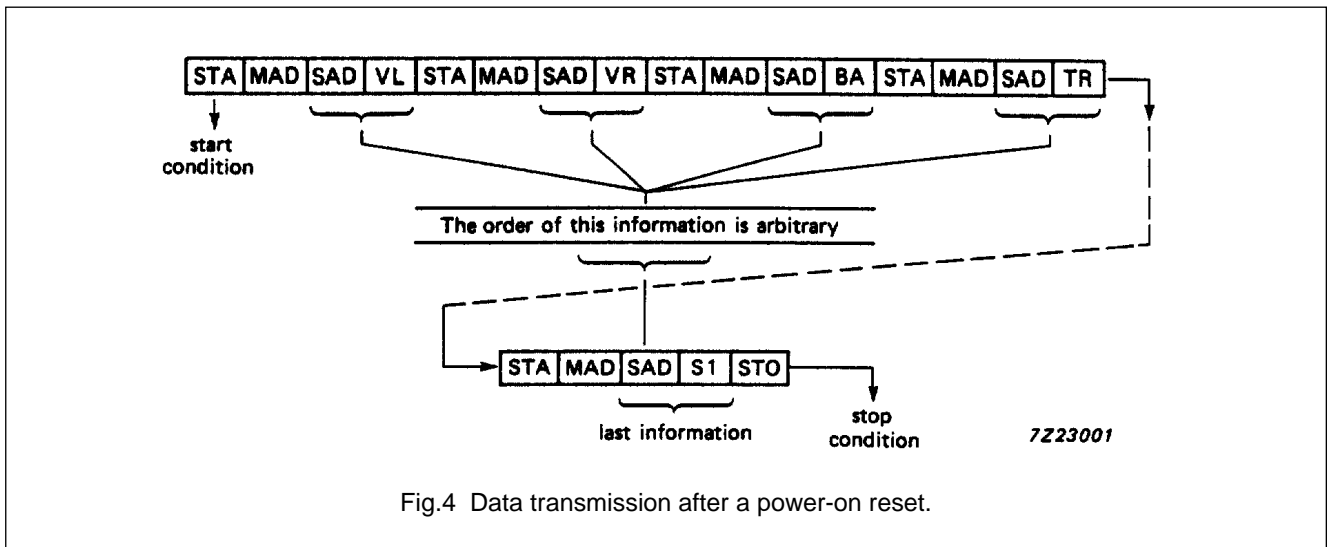 STA MAD SAD VL STA MAD SAD VR STA MAD SAD BA STA MAD SAD TR
start
condition
The order of this information is arbitrary
STA MAD SAD S1 STO
last information
stop
condition
7Z23001
Fig.4 Data transmission after a power-on reset.